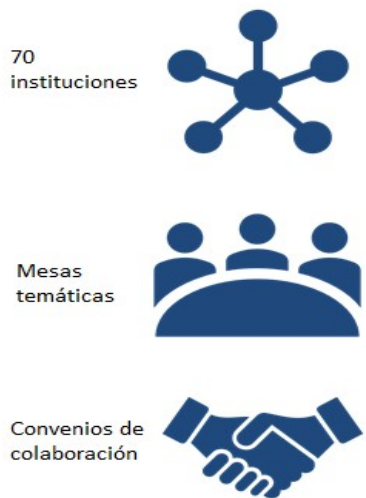 70
instituciones
Mesas
temáticas
Convenios de
colaboración